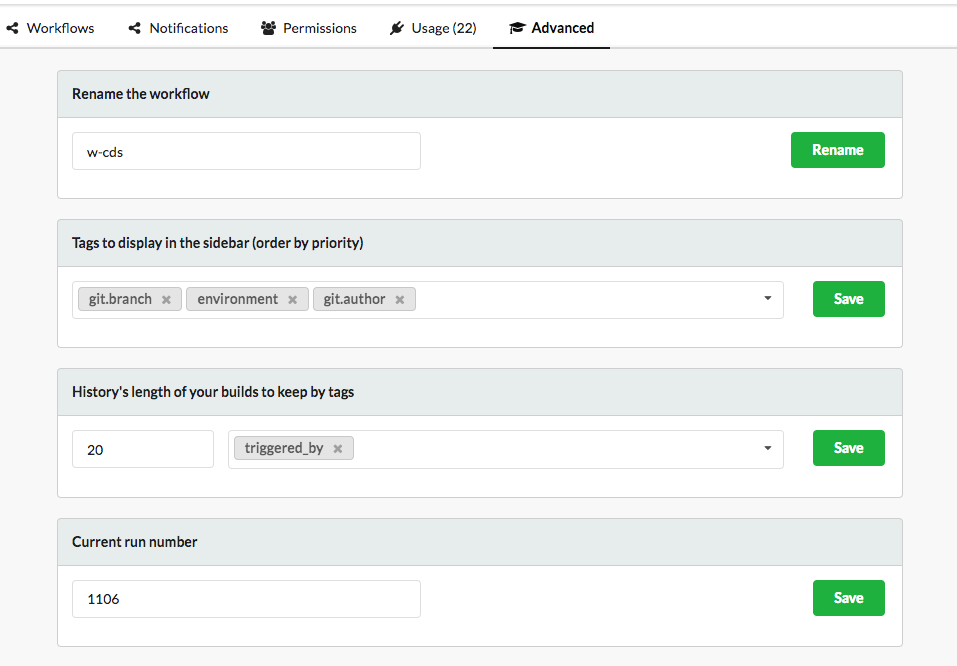 Workflows Notifications Permissions Usage (22) Advanced
Rename the workflow
w-cds Rename
Tags to display in the sidebar (order by priority)
git.branch environment git.author Save
History's length of your builds to keep by tags
20 triggered_by Save
Current run number
1106 Save